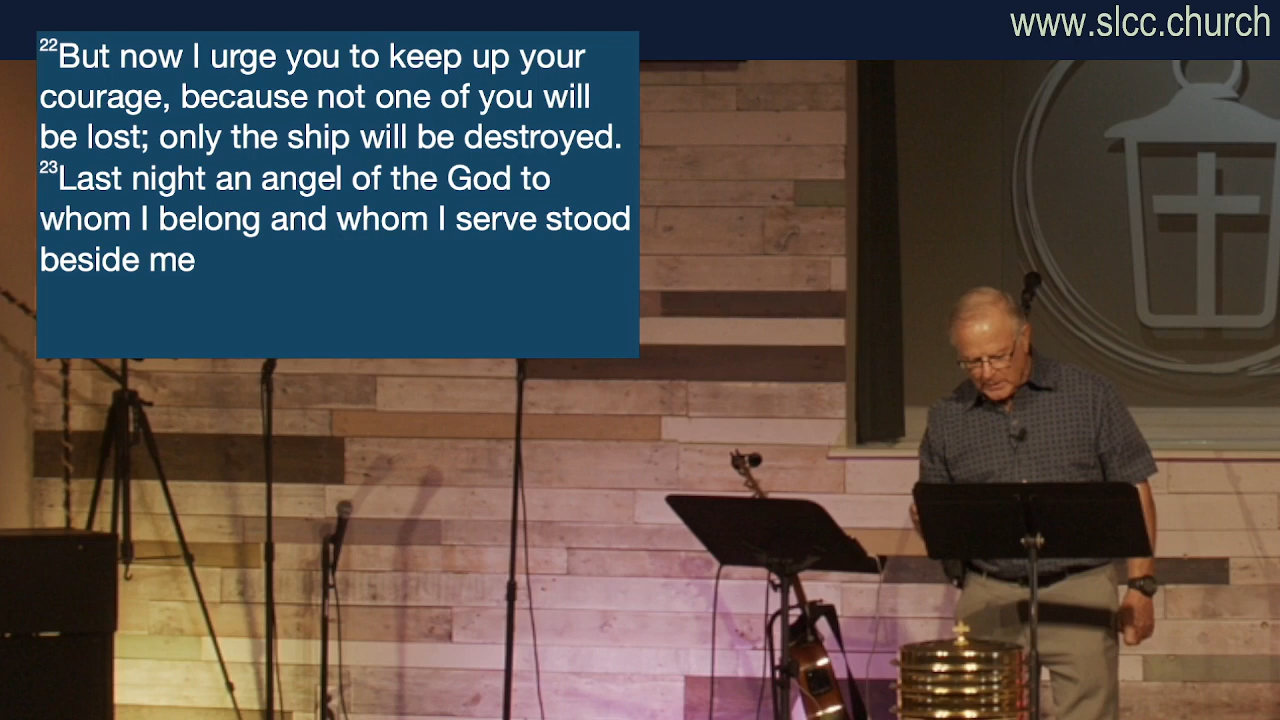 www.slcc.church
²²But now I urge you to keep up your
courage, because not one of you will
be lost; only the ship will be destroyed.
²³Last night an angel of the God to
whom I belong and whom I serve stood
beside me